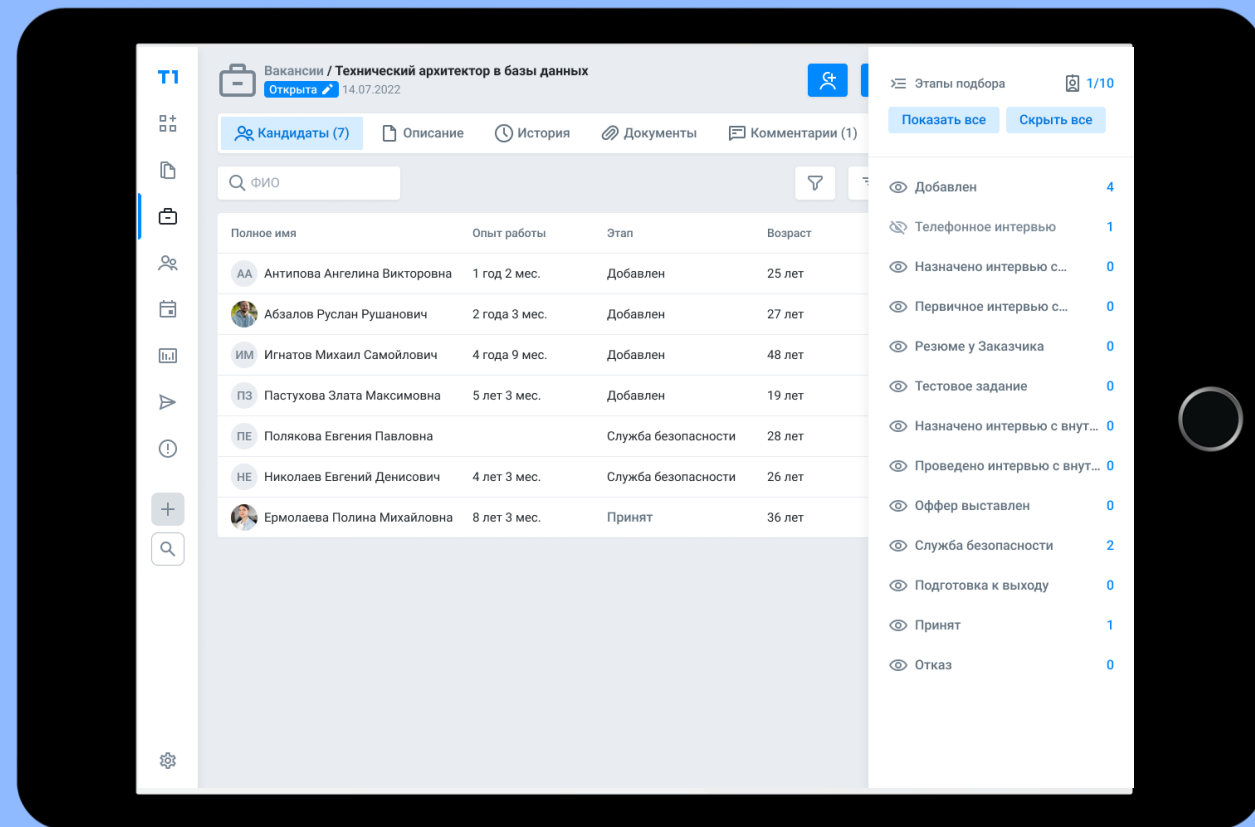 T1
Вакансии / Технический архитектор в базы данных
Открыта 14.07.2022
Кандидаты (7) Описание История Документы Комментарии (1)
ФИО
Полное имя Опыт работы Этап Возраст
АА Антипова Ангелина Викторовна 1 год 2 мес. Добавлен 25 лет
Абзалов Руслан Рушанович 2 года 3 мес. Добавлен 27 лет
ИМ Игнатов Михаил Самойлович 4 года 9 мес. Добавлен 48 лет
ПЗ Пастухова Злата Максимовна 5 лет 3 мес. Добавлен 19 лет
ПЕ Полякова Евгения Павловна Служба безопасности 28 лет
НЕ Николаев Евгений Денисович 4 лет 3 мес. Служба безопасности 26 лет
Ермолаева Полина Михайловна 8 лет 3 мес. Принят 36 лет
Этапы подбора 1/10
Показать все Скрыть все
Добавлен 4
Телефонное интервью 1
Назначено интервью с... 0
Первичное интервью с... 0
Резюме у Заказчика 0
Тестовое задание 0
Назначено интервью с внут... 0
Проведено интервью с внут... 0
Оффер выставлен 0
Служба безопасности 2
Подготовка к выходу 0
Принят 1
Отказ 0